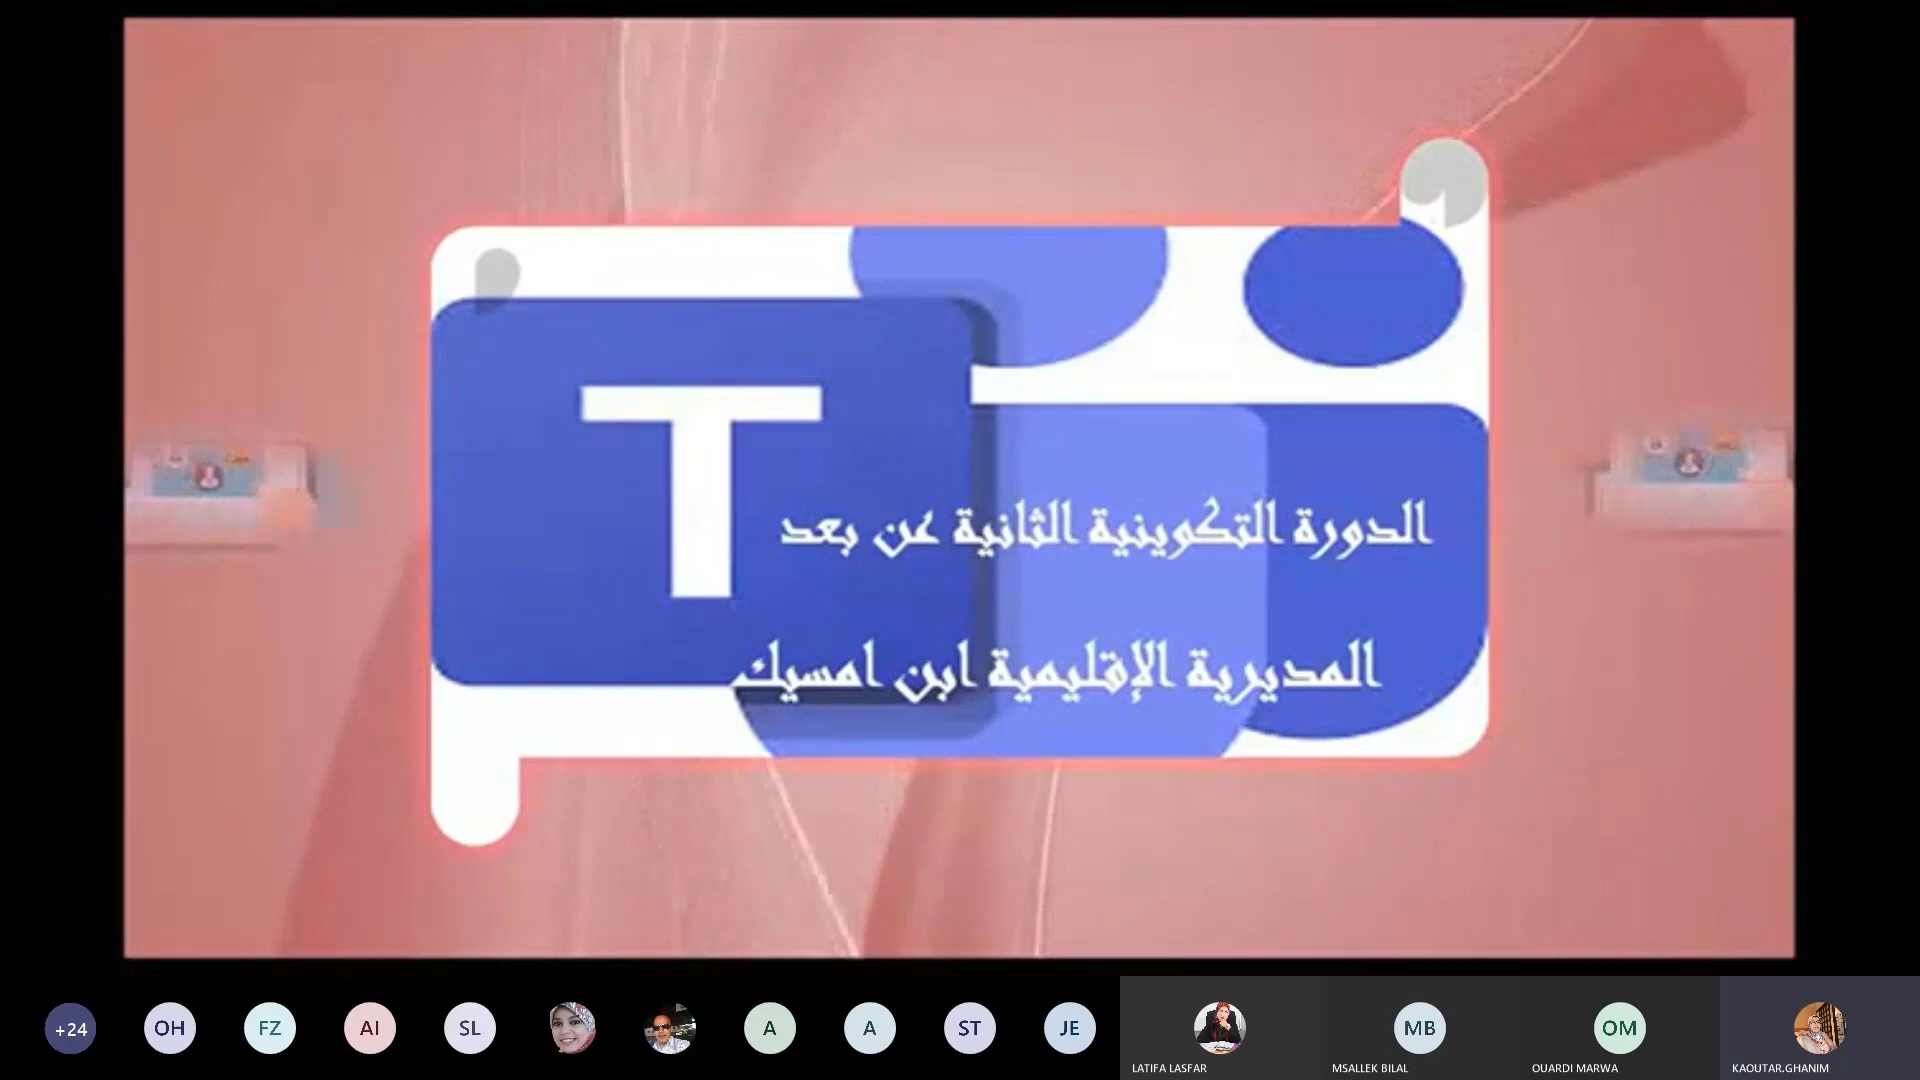 T
الدورة التكوينية الثانية عن بعد
المديرية الإقليمية ابن امسيك
+24
OH
FZ
AI
SL
A
A
ST
JE
LATIFA LASFAR
MB
MSALLEK BILAL
OM
OUARDI MARWA
KAOUTAR.GHANIM